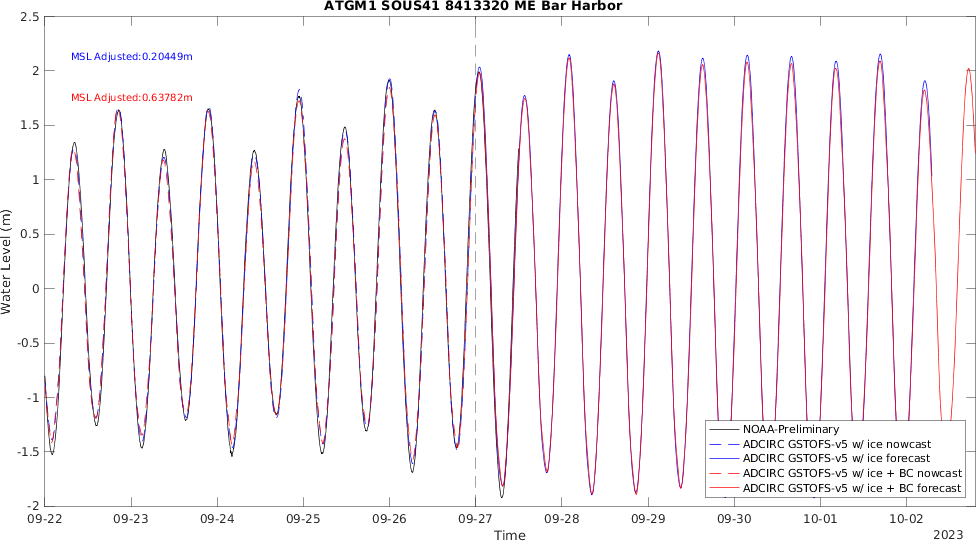 ATGM1 SOUS41 8413320 ME Bar Harbor
2.5
2
1.5
1
0.5
0
-0.5
-1
-1.5
-2
Water Level (m)
MSL Adjusted:0.20449m
MSL Adjusted:0.63782m
NOAA-Preliminary
ADCIRC GSTOFS-v5 w/ ice nowcast
ADCIRC GSTOFS-v5 w/ ice forecast
ADCIRC GSTOFS-v5 w/ ice + BC nowcast
ADCIRC GSTOFS-v5 w/ ice + BC forecast
09-22 09-23 09-24 09-25 09-26 09-27 09-28 09-29 09-30 10-01 10-02
Time
2023